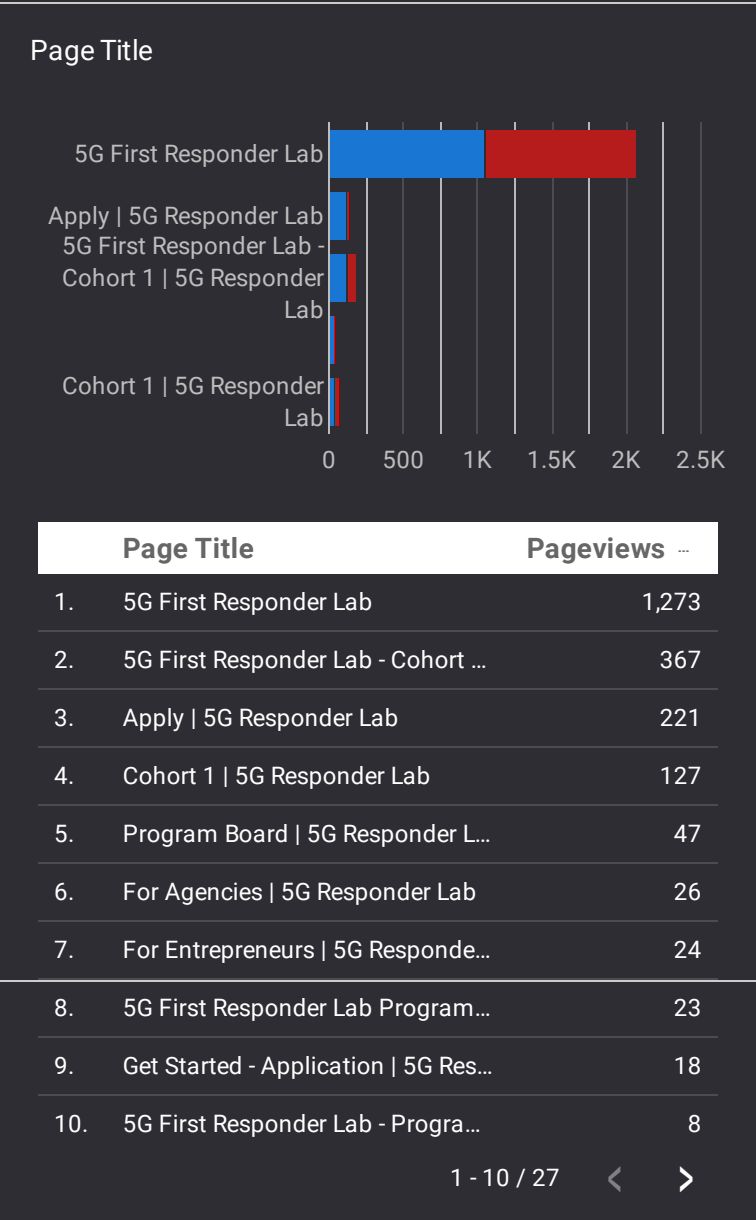 Page Title
5G First Responder Lab
Apply | 5G Responder Lab
5G First Responder Lab -
Cohort 1 | 5G Responder
Lab
Cohort 1 | 5G Responder
Lab
0 500 1K 1.5K 2K 2.5K
Page Title Pageviews ...
1. 5G First Responder Lab 1,273
2. 5G First Responder Lab - Cohort ... 367
3. Apply | 5G Responder Lab 221
4. Cohort 1 | 5G Responder Lab 127
5. Program Board | 5G Responder L... 47
6. For Agencies | 5G Responder Lab 26
7. For Entrepreneurs | 5G Responde... 24
8. 5G First Responder Lab Program... 23
9. Get Started - Application | 5G Res... 18
10. 5G First Responder Lab - Progra... 8
1 - 10 / 27 < >